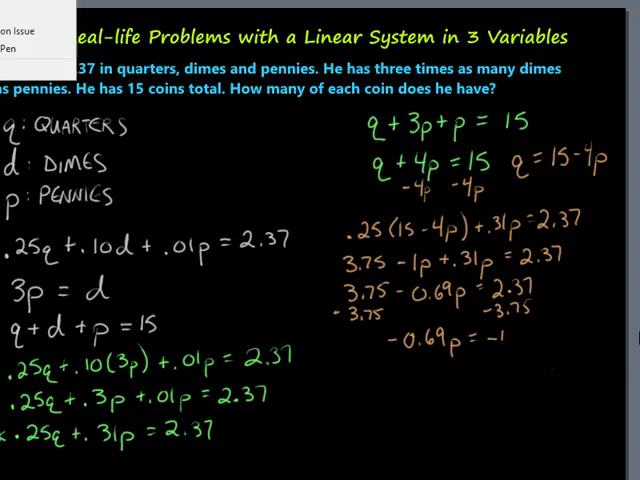 on Issue
Pen
eal-life Problems with a Linear System in 3 Variables
37 in quarters, dimes and pennies. He has three times as many dimes
as pennies. He has 15 coins total. How many of each coin does he have?
q: QUARTERS
d: DIMES
p: PENNIES
.25q + .10d + .01p = 2.37
3p = d
q + d + p = 15
.25q + .10(3p) + .01p = 2.37
.25q + .3p + .01p = 2.37
.25q + .31p = 2.37
q + 3p + p = 15
q + 4p = 15 q = 15 - 4p
-4p -4p
.25(15 - 4p) + .31p = 2.37
3.75 - 1p + .31p = 2.37
3.75 - 0.69p = 2.37
- 3.75 -3.75
- 0.69p = -1